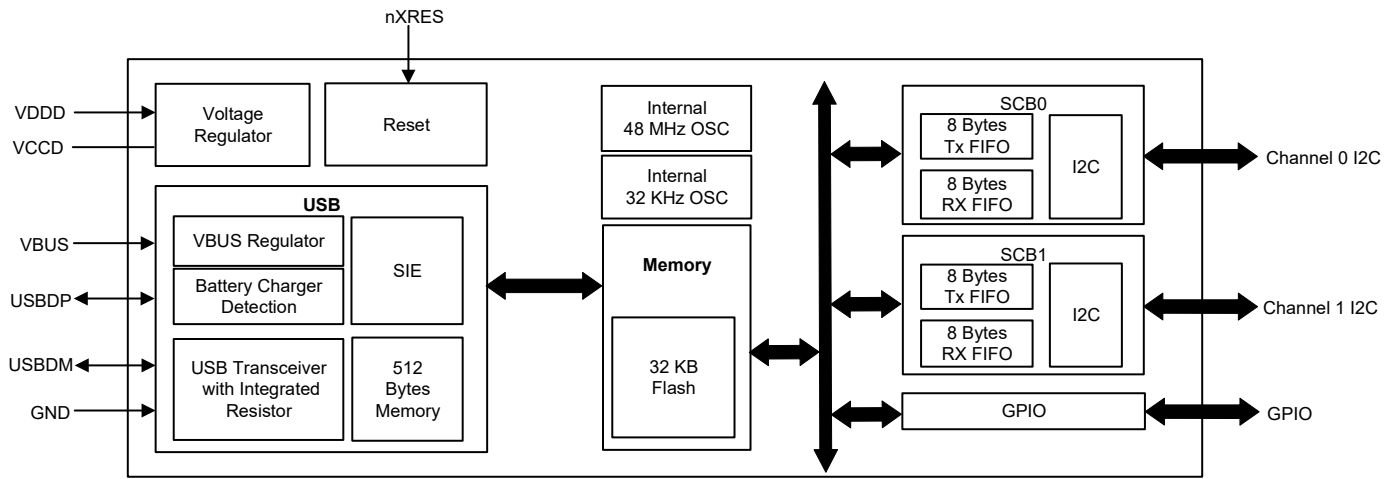 nXRES
VDDD
VCCD
Voltage
Regulator
Reset
VBUS
USBDP
USBDM
GND
USB
VBUS Regulator
Battery Charger
Detection
SIE
USB Transceiver
with Integrated
Resistor
512
Bytes
Memory
Internal
48 MHz OSC
Internal
32 KHz OSC
Memory
32 KB
Flash
SCB0
8 Bytes
Tx FIFO
8 Bytes
RX FIFO
I2C
Channel 0 I2C
SCB1
8 Bytes
Tx FIFO
8 Bytes
RX FIFO
I2C
Channel 1 I2C
GPIO
GPIO